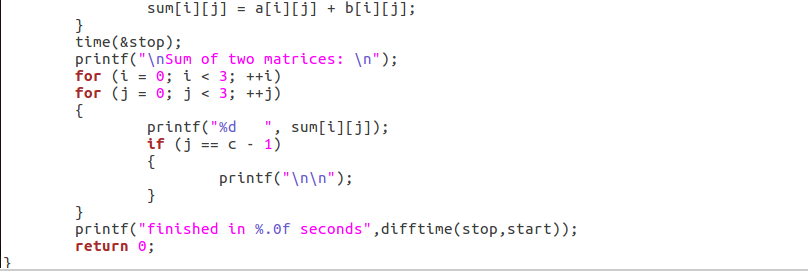 sum[i][j] = a[i][j] + b[i][j];
}
time(&stop);
printf("\nSum of two matrices: \n");
for (i = 0; i < 3; ++i)
for (j = 0; j < 3; ++j)
{
printf("%d   ", sum[i][j]);
if (j == c - 1)
{
printf("\n\n");
}
}
printf("finished in %.0f seconds",difftime(stop,start));
return 0;
}